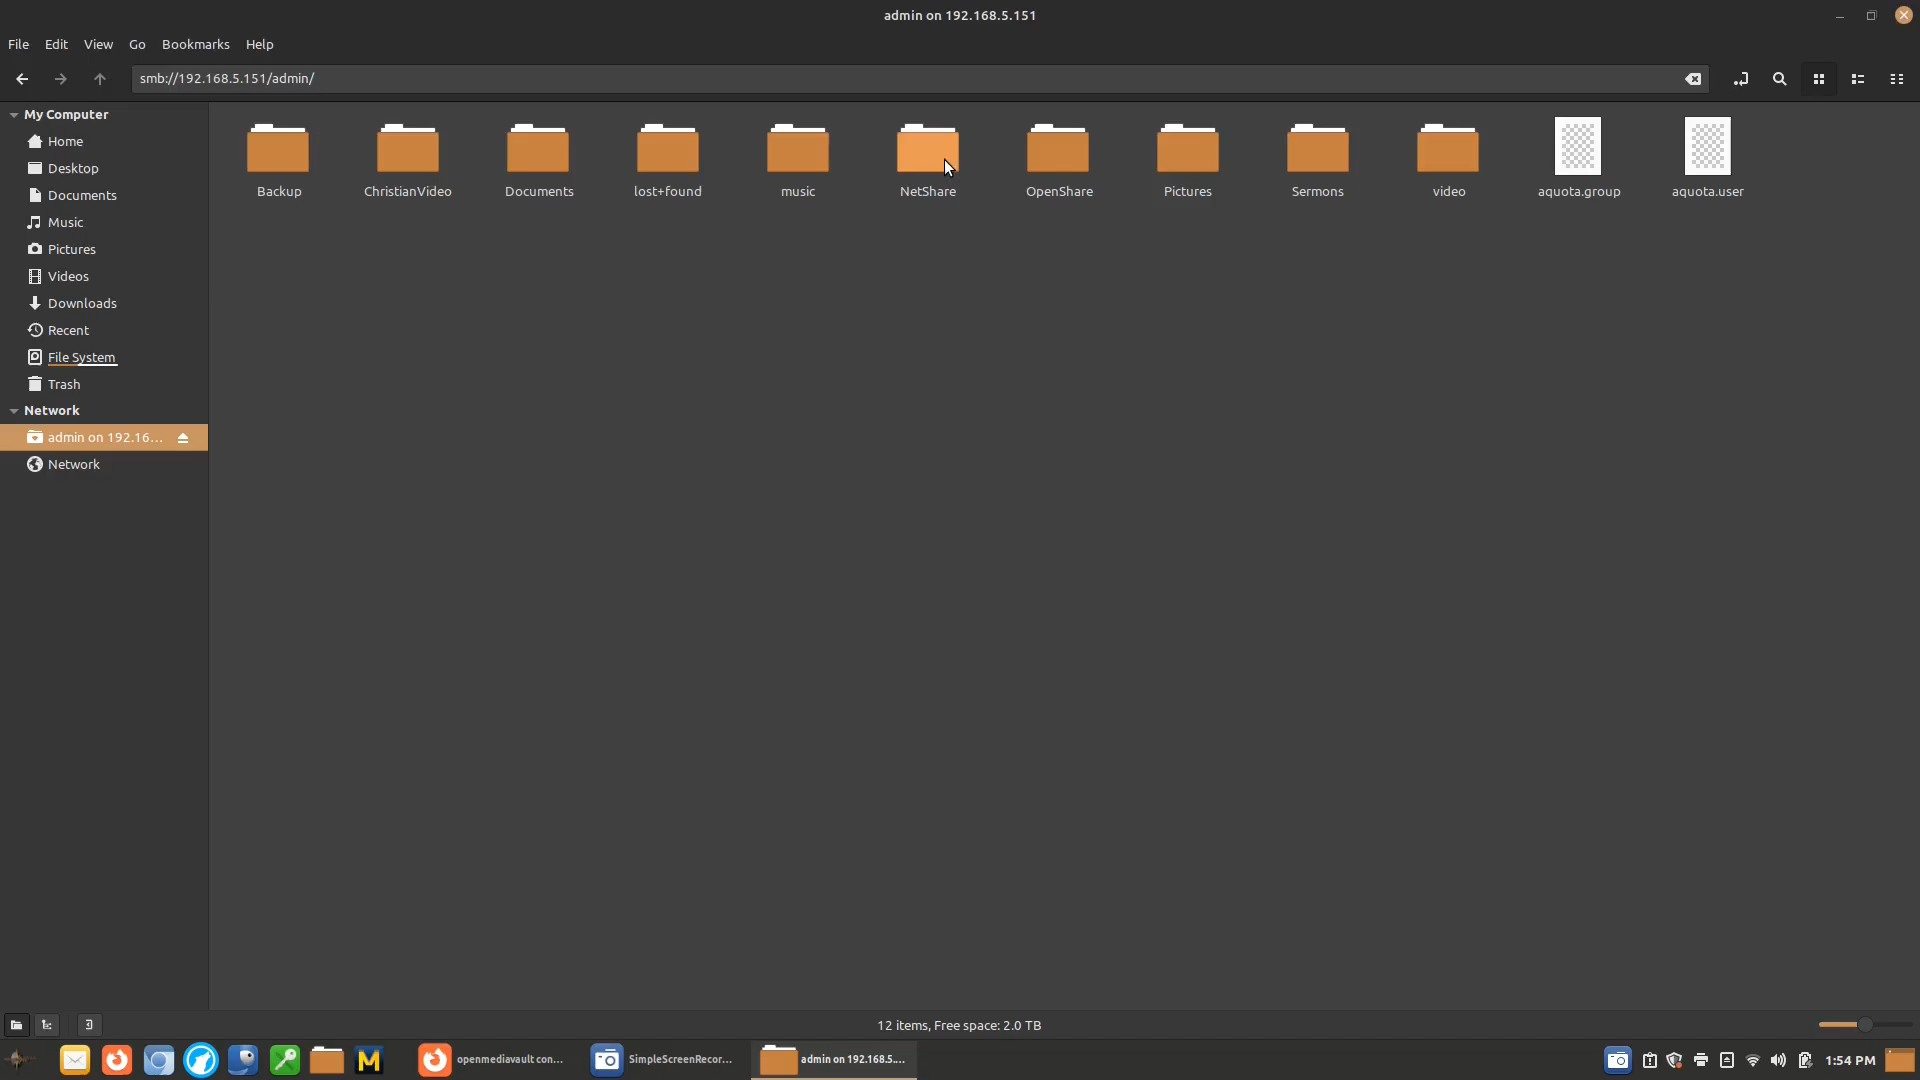 admin on 192.168.5.151
File Edit View Go Bookmarks Help
smb://192.168.5.151/admin/
My Computer
Home
Desktop
Documents
Music
Pictures
Videos
Downloads
Recent
File System
Trash
Network
admin on 192.16...
Network
Backup ChristianVideo Documents lost+found music NetShare OpenShare Pictures Sermons video aquota.group aquota.user
12 items, Free space: 2.0 TB
M openmediavault con... SimpleScreenRecor... admin on 192.168.5.... 1:54 PM